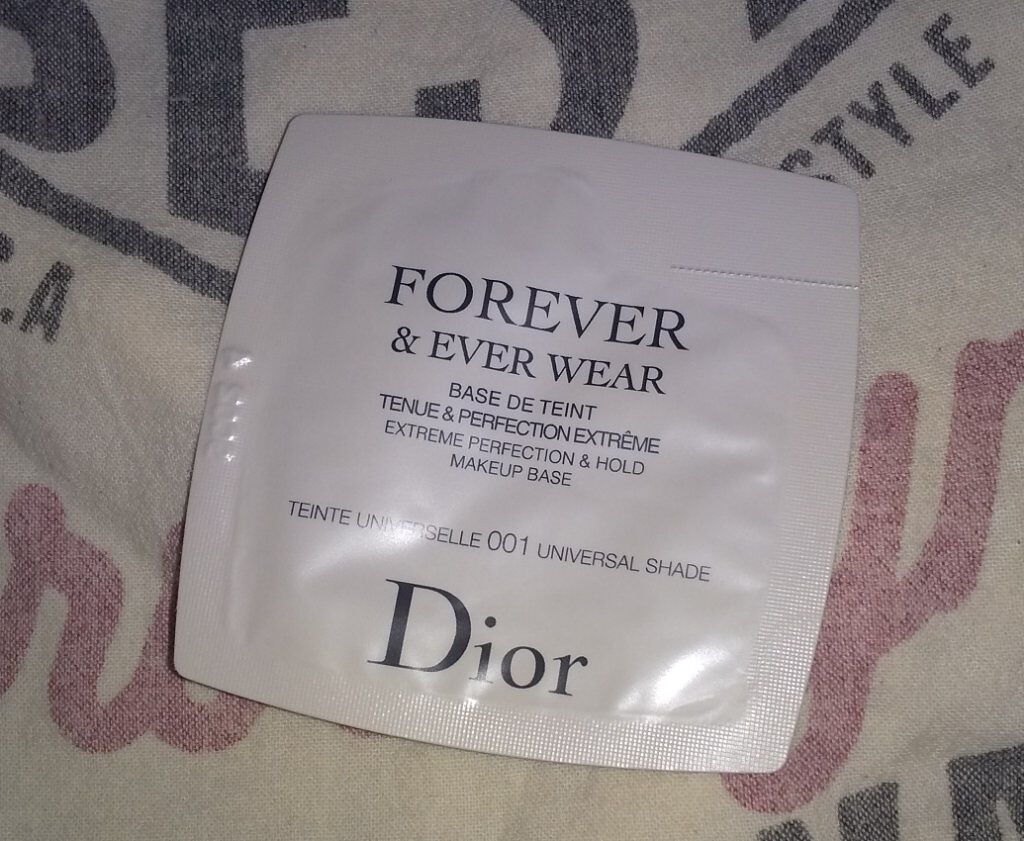 STYLE
.A
FOREVER
& EVER WEAR
BASE DE TEINT
TENUE & PERFECTION EXTRÊME
EXTREME PERFECTION & HOLD
MAKEUP BASE
TEINTE UNIVERSELLE 001 UNIVERSAL SHADE
Dior